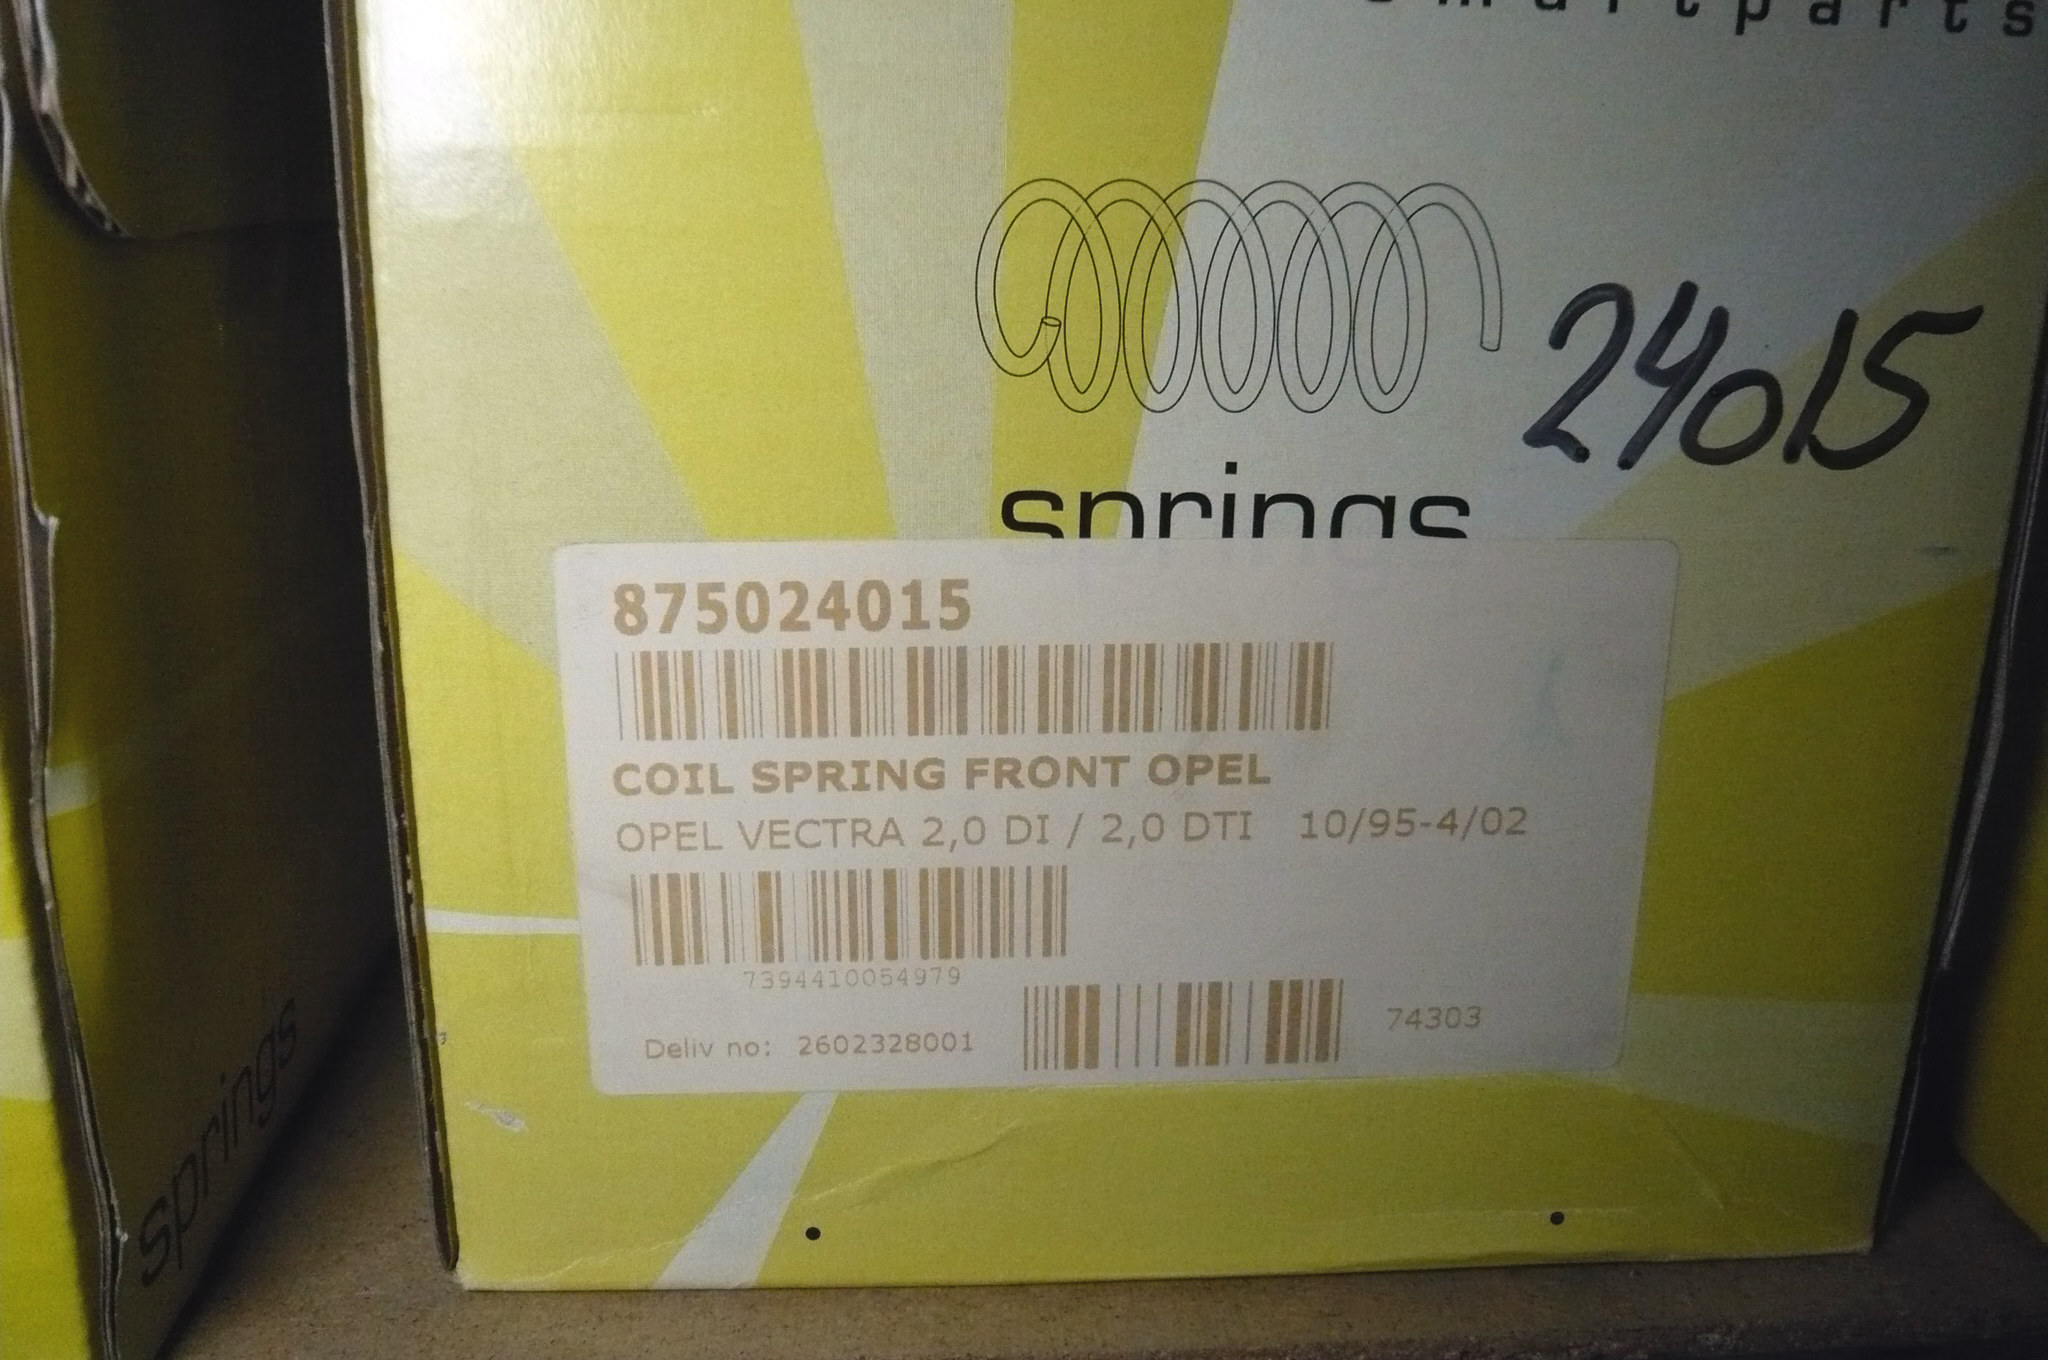 smartparts
24015
springs
875024015
COIL SPRING FRONT OPEL
OPEL VECTRA 2,0 DI / 2,0 DTI 10/95-4/02
7394410054979
74303
Deliv no: 2602328001
springs